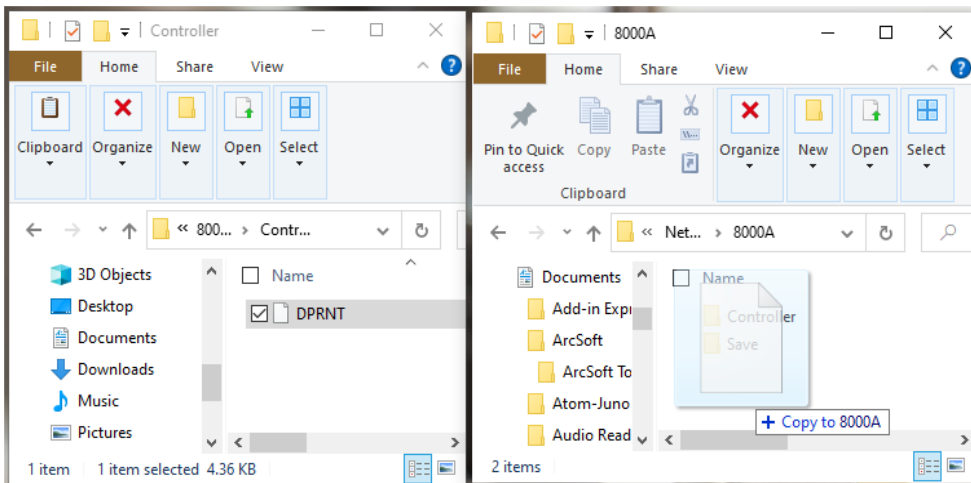 Controller
File Home Share View
Clipboard Organize New Open Select
« 800... › Contr...
3D Objects
Desktop
Documents
Downloads
Music
Pictures
Name
DPRNT
1 item 1 item selected 4.36 KB
8000A
File Home Share View
Pin to Quick access
Copy Paste
Organize New Open Select
Clipboard
« Net... › 8000A
Documents
Add-in Expr
ArcSoft
ArcSoft To
Atom-Juno
Audio Read
Name
Controller
Save
+ Copy to 8000A
2 items